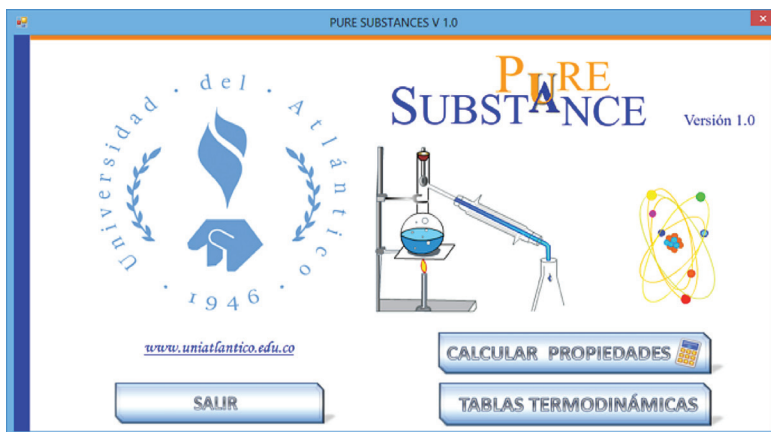 PURE SUBSTANCES V 1.0
Universidad · del · Atlántico
· 1946 ·
PURE
SUBSTANCE
Versión 1.0
www.uniatlantico.edu.co
CALCULAR PROPIEDADES
SALIR
TABLAS TERMODINÁMICAS